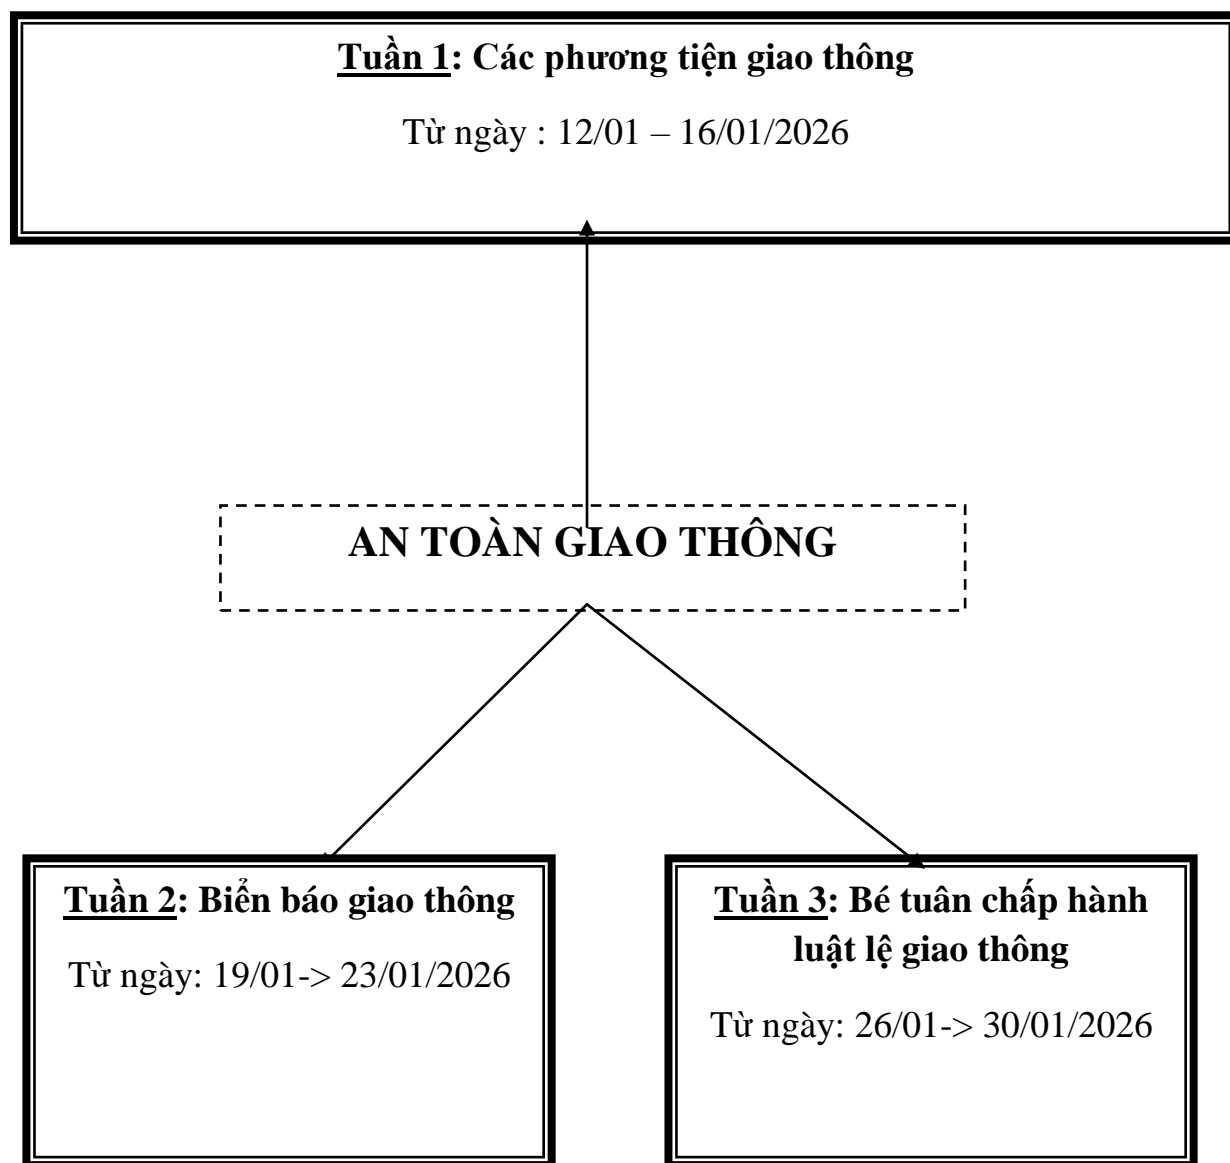 Tuần 1: Các phương tiện giao thông
Từ ngày : 12/01 – 16/01/2026
AN TOÀN GIAO THÔNG
Tuần 2: Biển báo giao thông
Từ ngày: 19/01-> 23/01/2026
Tuần 3: Bé tuân chấp hành
luật lệ giao thông
Từ ngày: 26/01-> 30/01/2026